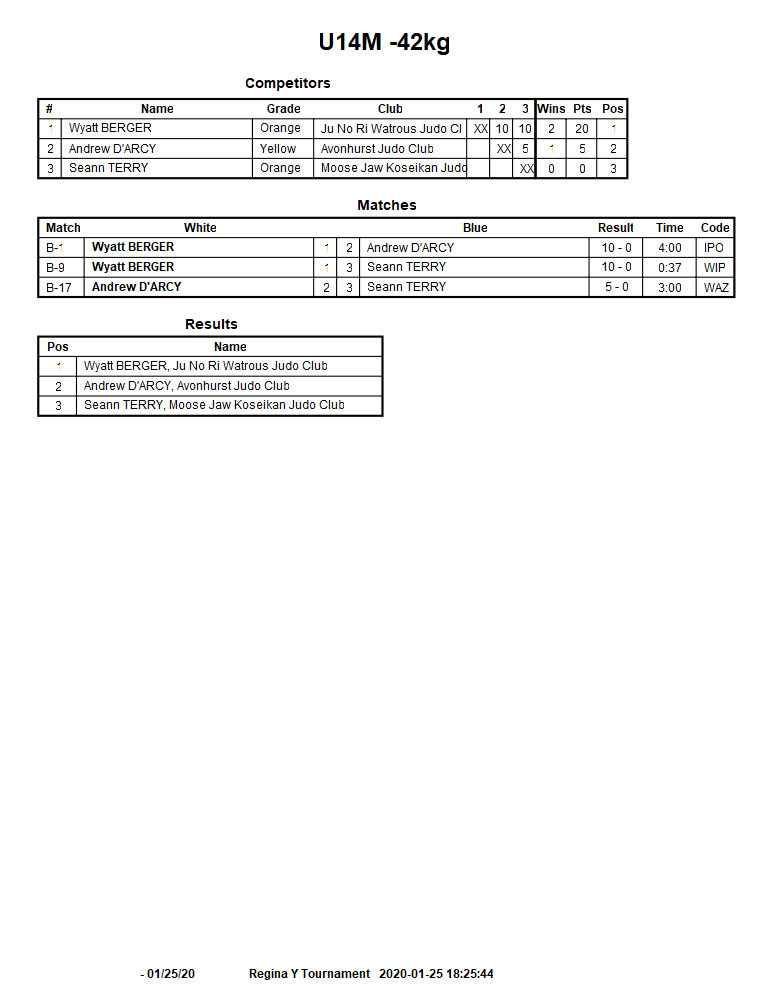 U14M -42kg
Competitors
# Name Grade Club 1 2 3 Wins Pts Pos
1 Wyatt BERGER Orange Ju No Ri Watrous Judo Cl XX 10 10 2 20 1
2 Andrew D'ARCY Yellow Avonhurst Judo Club XX 5 1 5 2
3 Seann TERRY Orange Moose Jaw Koseikan Judo XX 0 0 3
Matches
Match White Blue Result Time Code
B-1 Wyatt BERGER 1 2 Andrew D'ARCY 10 - 0 4:00 IPO
B-9 Wyatt BERGER 1 3 Seann TERRY 10 - 0 0:37 WIP
B-17 Andrew D'ARCY 2 3 Seann TERRY 5 - 0 3:00 WAZ
Results
Pos Name
1 Wyatt BERGER, Ju No Ri Watrous Judo Club
2 Andrew D'ARCY, Avonhurst Judo Club
3 Seann TERRY, Moose Jaw Koseikan Judo Club
- 01/25/20 Regina Y Tournament 2020-01-25 18:25:44